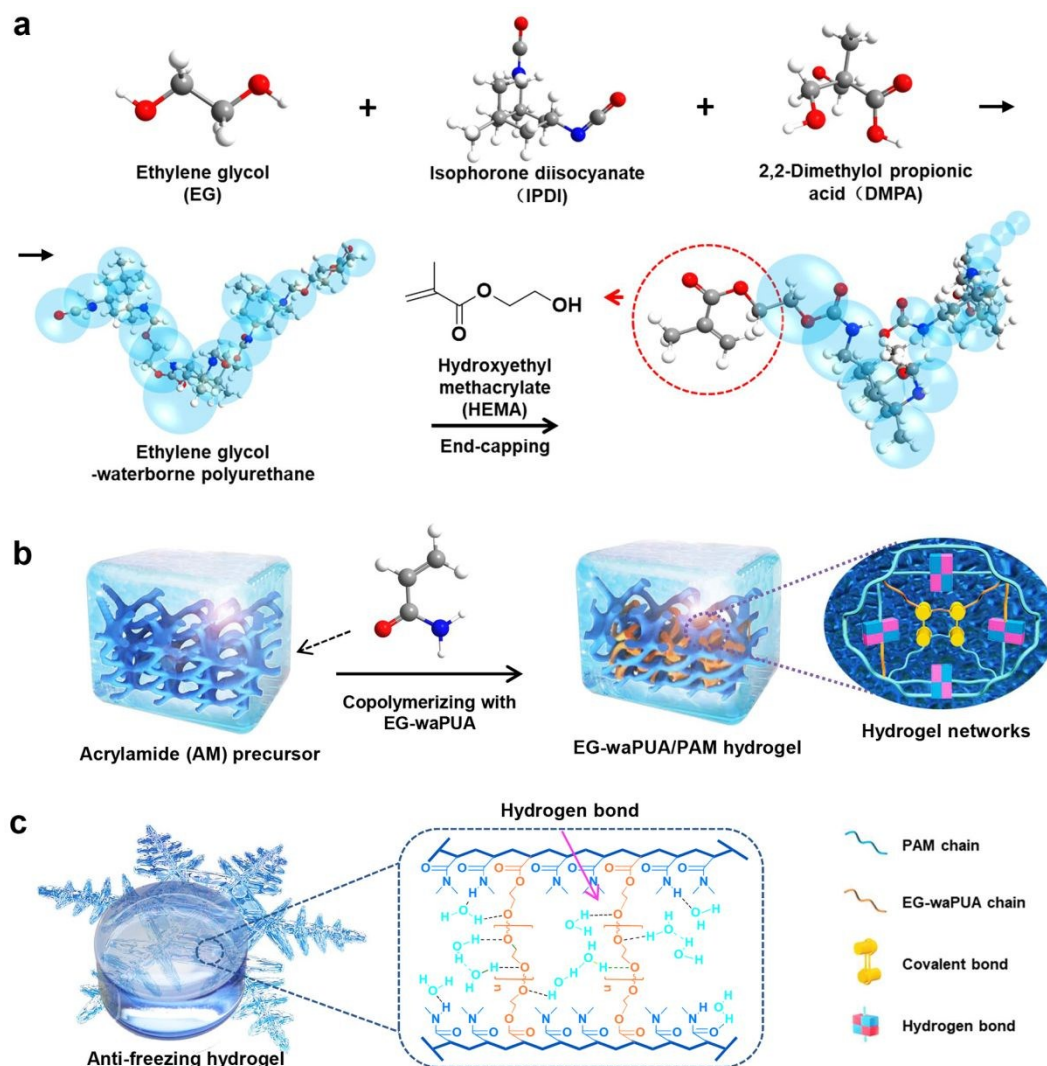 a
+
+
Ethylene glycol
(EG)
Isophorone diisocyanate
（IPDI)
2,2-Dimethylol propionic
acid（DMPA)
O
O
OH
Hydroxyethyl
methacrylate
(HEMA)
End-capping
Ethylene glycol
-waterborne polyurethane
b
Acrylamide (AM) precursor
Copolymerizing with
EG-waPUA
EG-waPUA/PAM hydrogel
Hydrogel networks
c
Anti-freezing hydrogel
Hydrogen bond
PAM chain
EG-waPUA chain
Covalent bond
Hydrogen bond